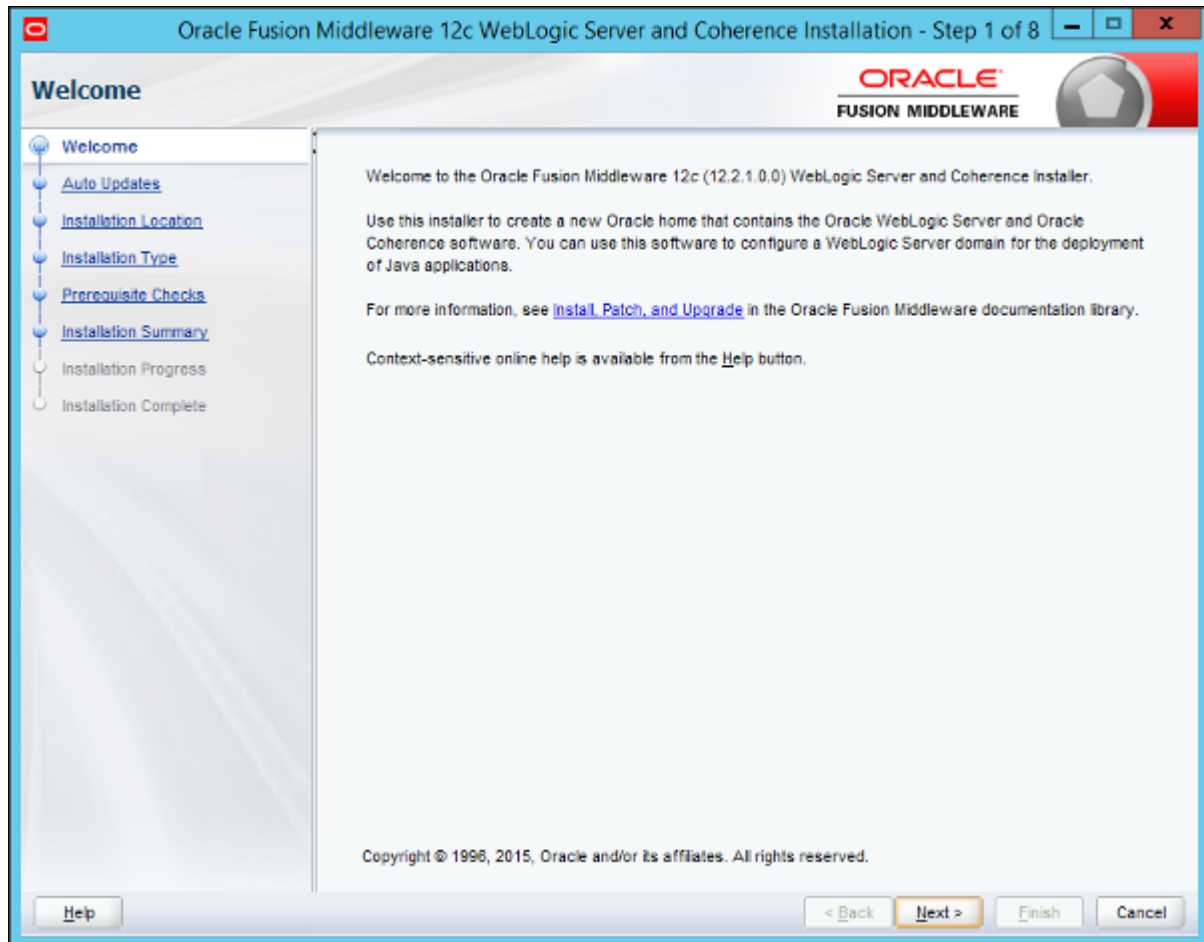 Oracle Fusion Middleware 12c WebLogic Server and Coherence Installation - Step 1 of 8
Welcome
ORACLE
FUSION MIDDLEWARE
Welcome
Auto Updates
Installation Location
Installation Type
Prerequisite Checks
Installation Summary
Installation Progress
Installation Complete
Welcome to the Oracle Fusion Middleware 12c (12.2.1.0.0) WebLogic Server and Coherence Installer.
Use this installer to create a new Oracle home that contains the Oracle WebLogic Server and Oracle
Coherence software. You can use this software to configure a WebLogic Server domain for the deployment
of Java applications.
For more information, see Install, Patch, and Upgrade in the Oracle Fusion Middleware documentation library.
Context-sensitive online help is available from the Help button.
Copyright © 1996, 2015, Oracle and/or its affiliates. All rights reserved.
Help
< Back
Next >
Finish
Cancel